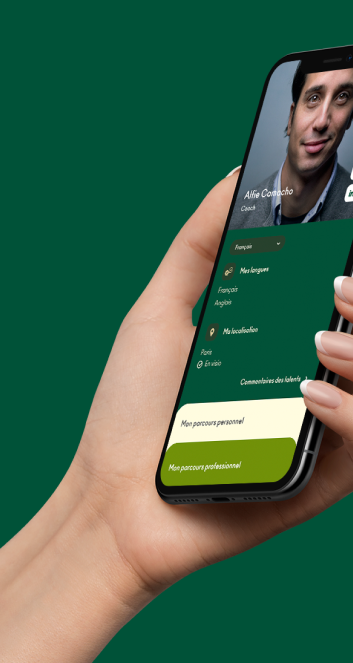 Alfie Camacho
Coach
Français
Mes langues
Français
Anglais
Ma localisation
Paris
En visio
Commentaires des talents
Mon parcours personnel
Mon parcours professionnel